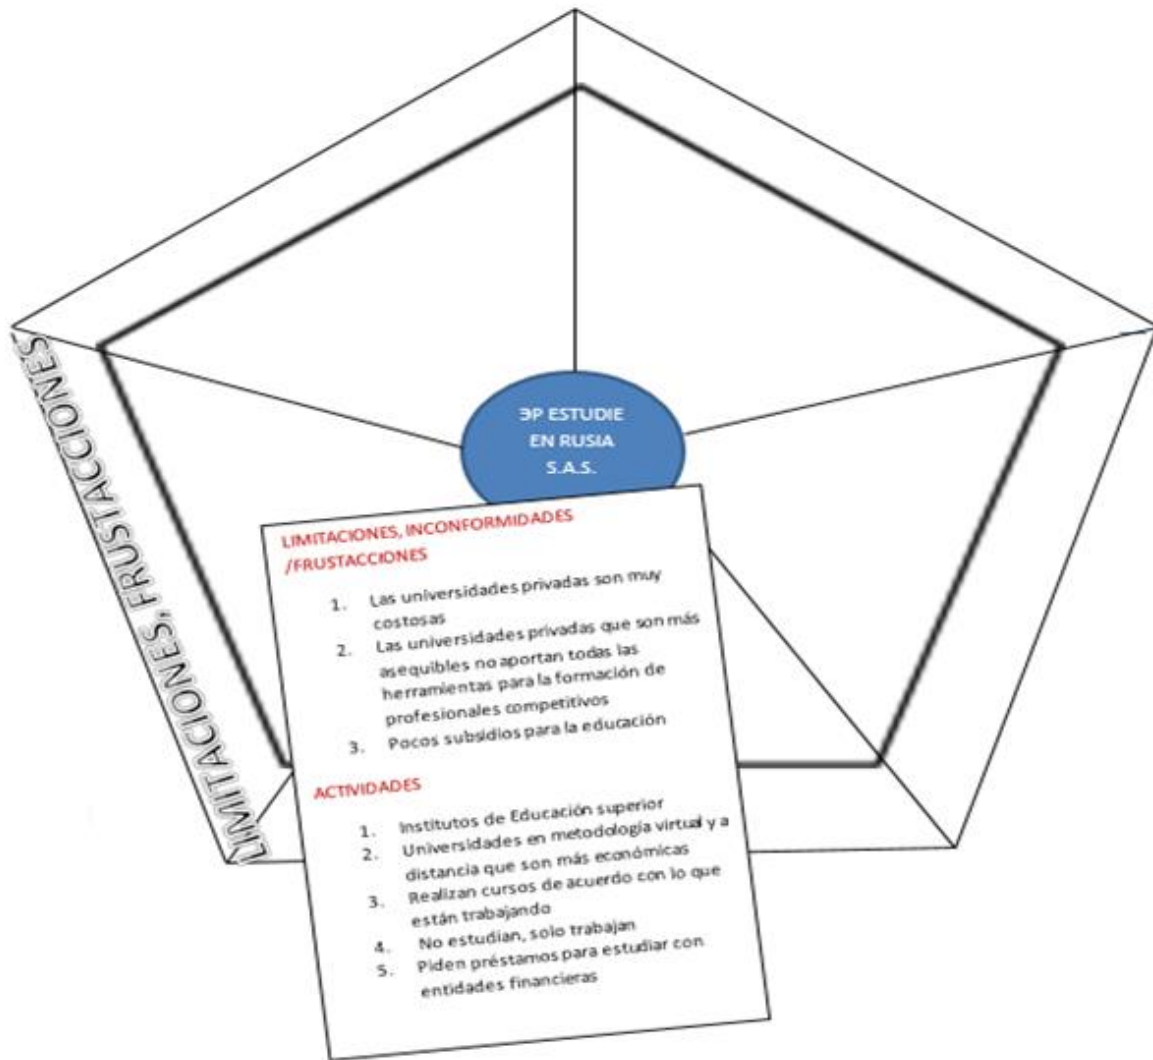 ЭР ESTUDIE
EN RUSIA
S.A.S.
LIMITACIONES, FRUSTACCIONES
LIMITACIONES, INCONFORMIDADES
/FRUSTACCIONES
1. Las universidades privadas son muy
costosas
2. Las universidades privadas que son más
asequibles no aportan todas las
herramientas para la formación de
profesionales competitivos
3. Pocos subsidios para la educación
ACTIVIDADES
1. Institutos de Educación superior
2. Universidades en metodología virtual y a
distancia que son más económicas
3. Realizan cursos de acuerdo con lo que
están trabajando
4. No estudian, solo trabajan
5. Piden préstamos para estudiar con
entidades financieras